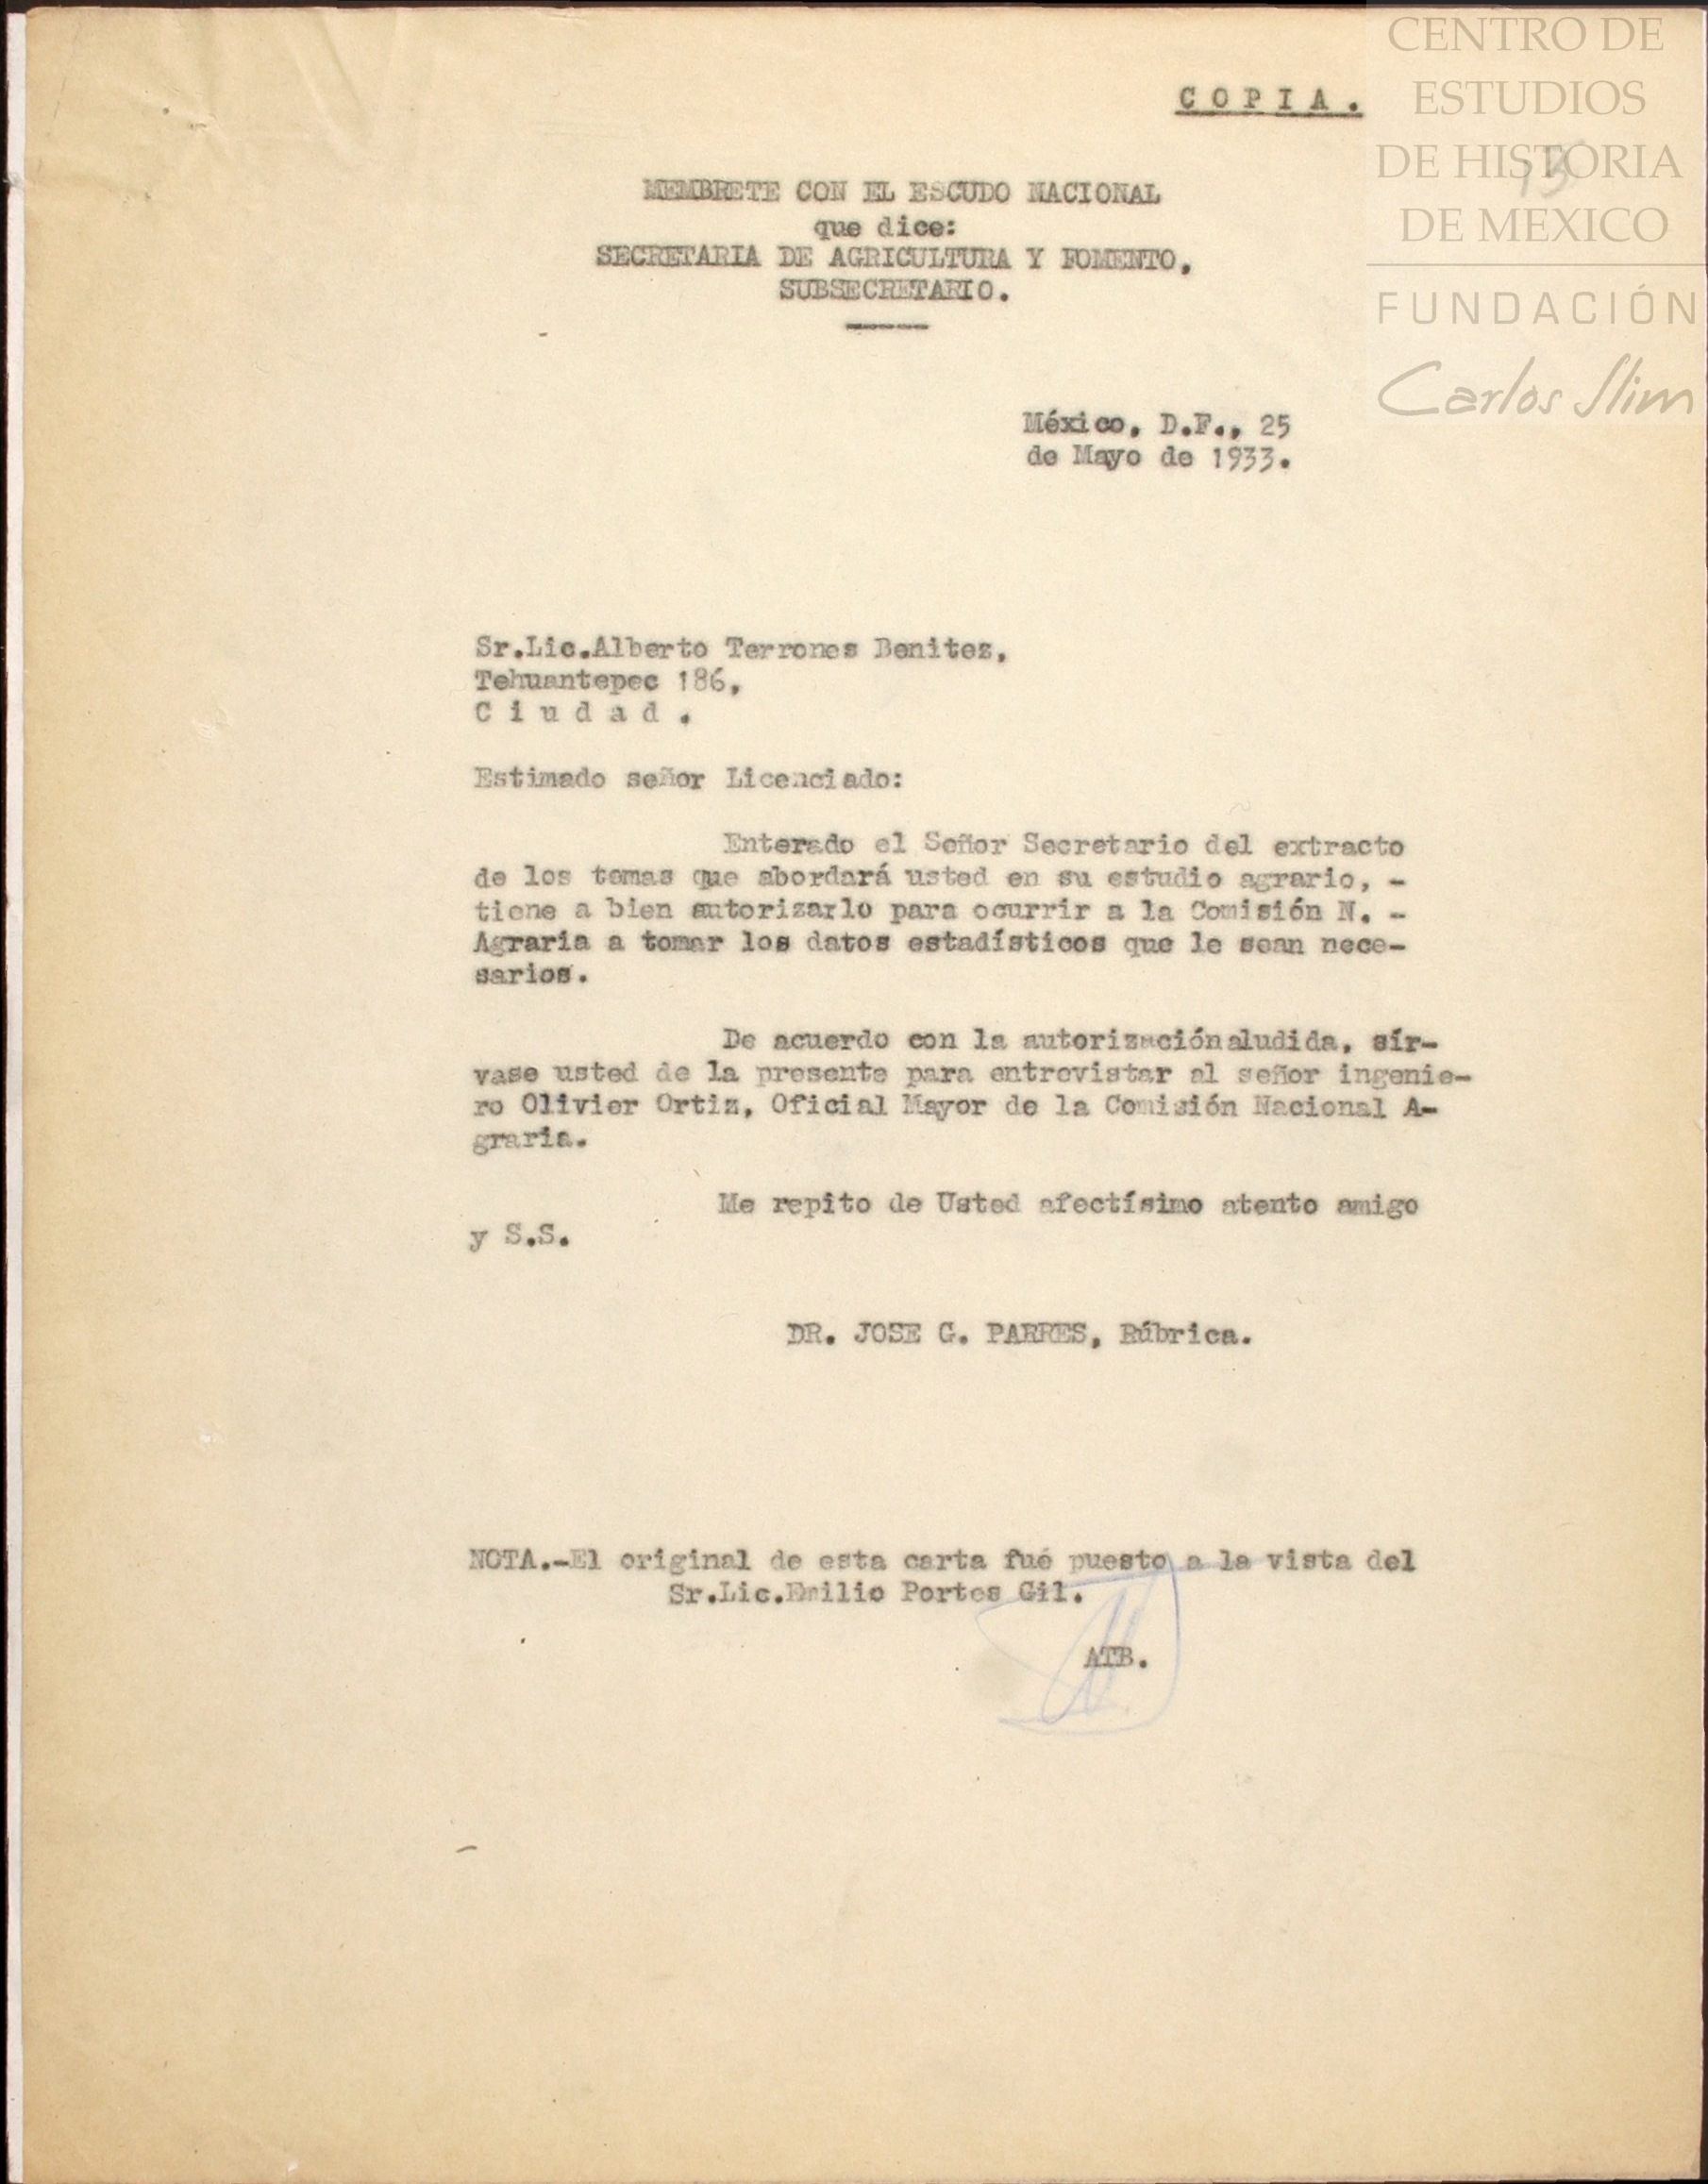 CENTRO DE
ESTUDIOS
DE HISTORIA
DE MEXICO
FUNDACIÓN
Carlos Slim
C O P I A .
13
MEMBRETE CON EL ESCUDO NACIONAL
que dice:
SECRETARIA DE AGRICULTURA Y FOMENTO,
SUBSECRETARIO.
México, D.F., 25
de Mayo de 1933.
Sr.Lic.Alberto Terrones Benitez,
Tehuantepec 186,
C i u d a d .
Estimado señor Licenciado:
Enterado el Señor Secretario del extracto
de los temas que abordará usted en su estudio agrario, -
tiene a bien autorizarlo para ocurrir a la Comisión N. -
Agraria a tomar los datos estadísticos que le sean nece-
sarios.
De acuerdo con la autorizaciónaludida, sír-
vase usted de la presente para entrevistar al señor ingenie-
ro Olivier Ortiz, Oficial Mayor de la Comisión Nacional A-
graria.
Me repito de Usted afectísimo atento amigo
y S.S.
DR. JOSE G. PARRES, Rúbrica.
NOTA.-El original de esta carta fué puesto a la vista del
Sr.Lic.Emilio Portes Gil.
ATB.